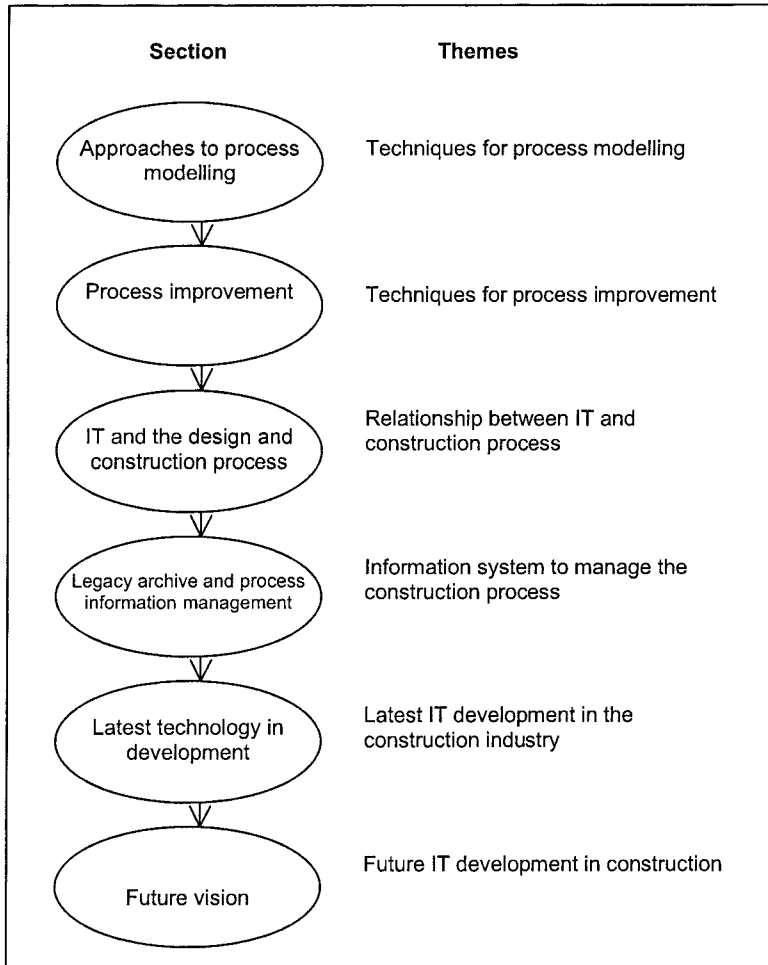 Section Themes
Approaches to process
modelling
Techniques for process modelling
Process improvement
Techniques for process improvement
IT and the design and
construction process
Relationship between IT and
construction process
Legacy archive and process
information management
Information system to manage the
construction process
Latest technology in
development
Latest IT development in the
construction industry
Future vision
Future IT development in construction